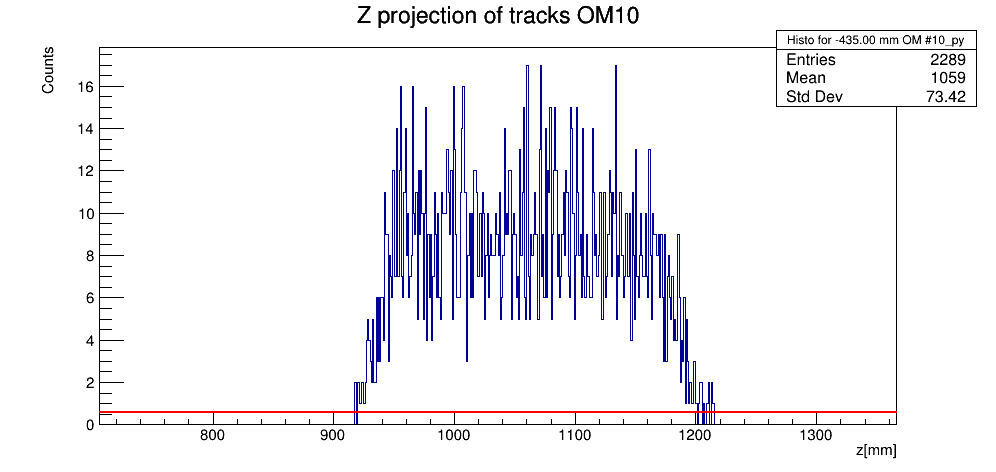 Z projection of tracks OM10
Histo for -435.00 mm OM #10_py
Entries 2289
Mean 1059
Std Dev 73.42
Counts
16
14
12
10
8
6
4
2
0
800 900 1000 1100 1200 1300
z[mm]